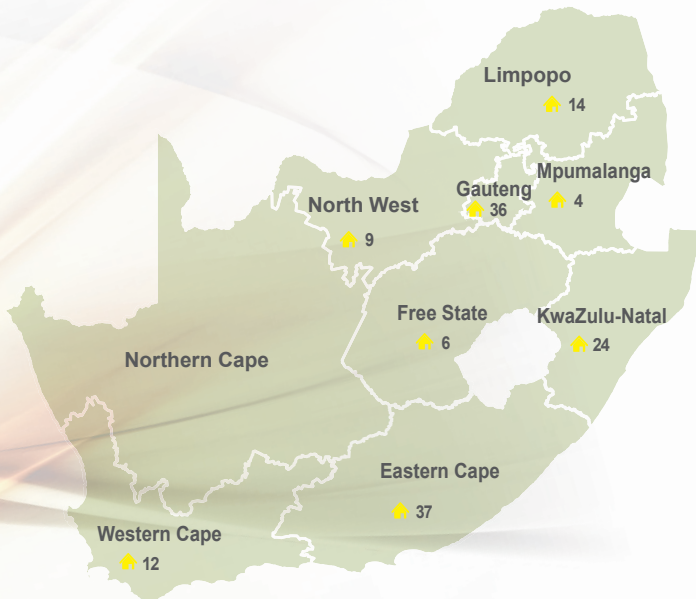 Limpopo
14
Mpumalanga
4
Gauteng
36
North West
9
Free State
6
KwaZulu-Natal
24
Northern Cape
Eastern Cape
37
Western Cape
12